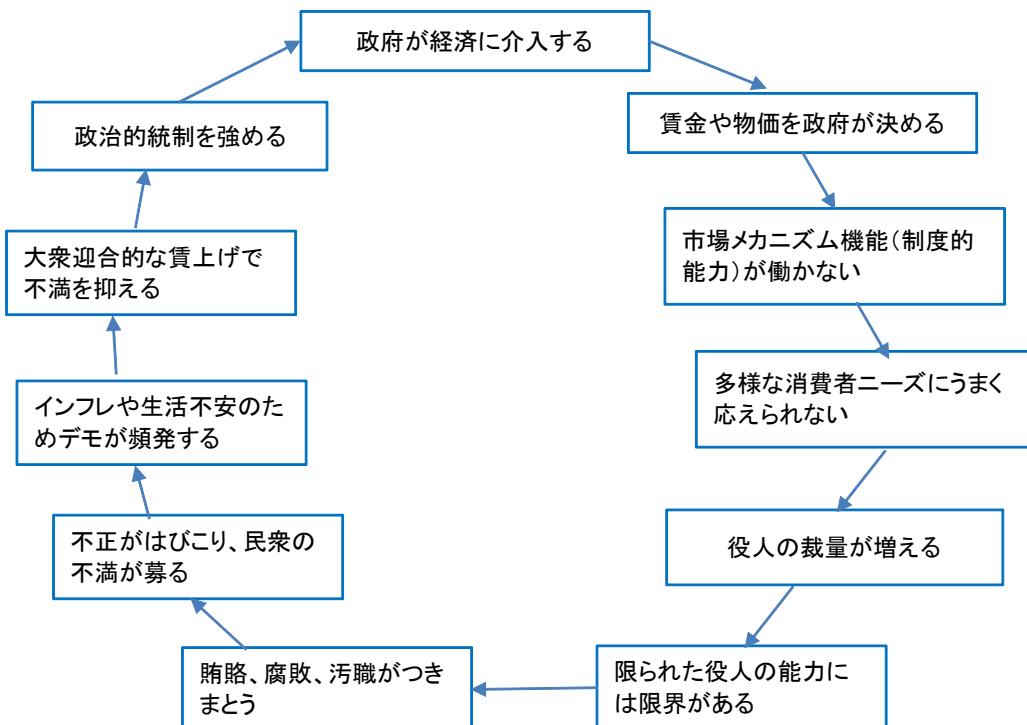 政府が経済に介入する
賃金や物価を政府が決める
市場メカニズム機能(制度的
能力)が働かない
多様な消費者ニーズにうまく
応えられない
役人の裁量が増える
限られた役人の能力に
は限界がある
賄賂、腐敗、汚職がつき
まとう
不正がはびこり、民衆の
不満が募る
インフレや生活不安のた
めデモが頻発する
大衆迎合的な賃上げで
不満を抑える
政治的統制を強める